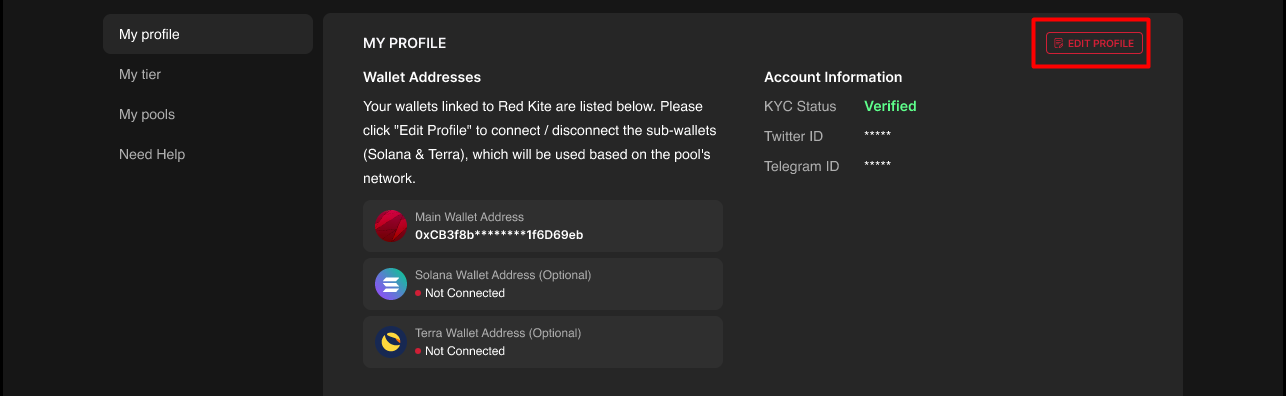 My profile
My tier
My pools
Need Help
MY PROFILE
EDIT PROFILE
Wallet Addresses
Your wallets linked to Red Kite are listed below. Please
click "Edit Profile" to connect / disconnect the sub-wallets
(Solana & Terra), which will be used based on the pool's
network.
Main Wallet Address
0xCB3f8b********1f6D69eb
Solana Wallet Address (Optional)
Not Connected
Terra Wallet Address (Optional)
Not Connected
Account Information
KYC Status Verified
Twitter ID *****
Telegram ID *****